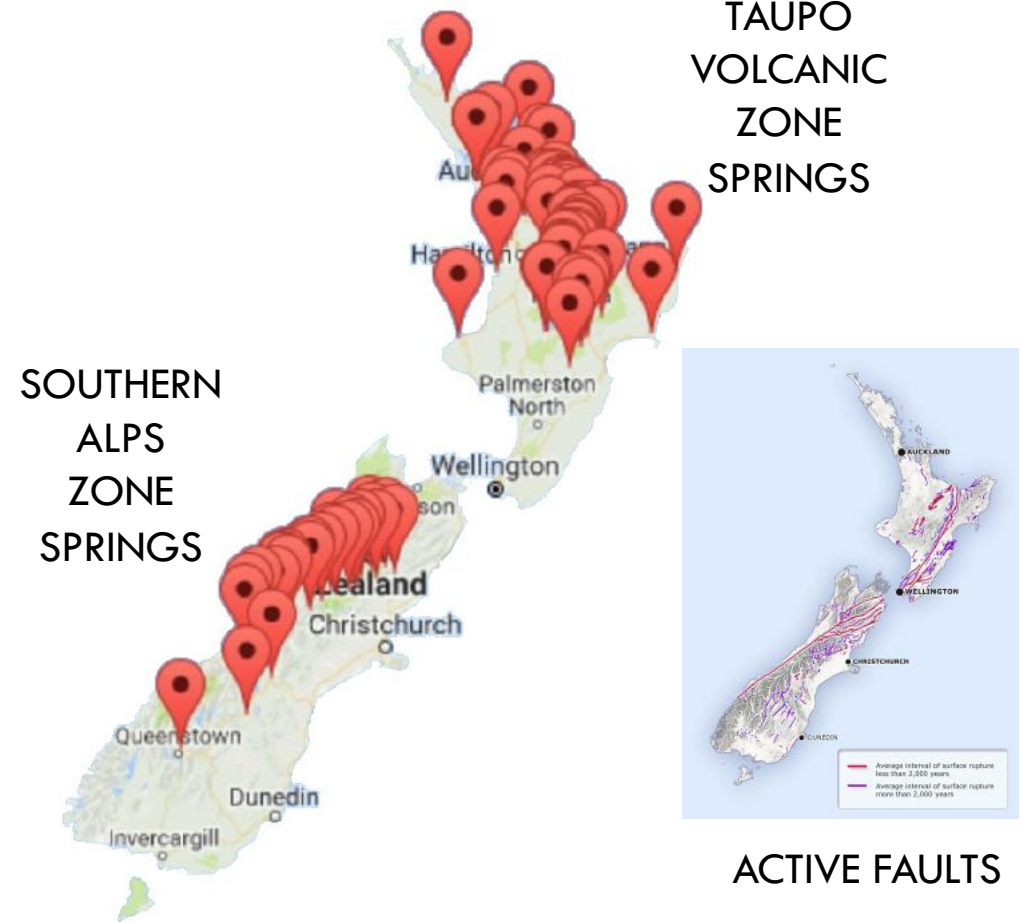 TAUPO
VOLCANIC
ZONE
SPRINGS
SOUTHERN
ALPS
ZONE
SPRINGS
Palmerston
North
Wellington
Christchurch
Queenstown
Dunedin
Invercargill
AUCKLAND
WELLINGTON
CHRISTCHURCH
DUNEDIN
Average interval of surface rupture
less than 2,000 years
Average interval of surface rupture
more than 2,000 years
ACTIVE FAULTS